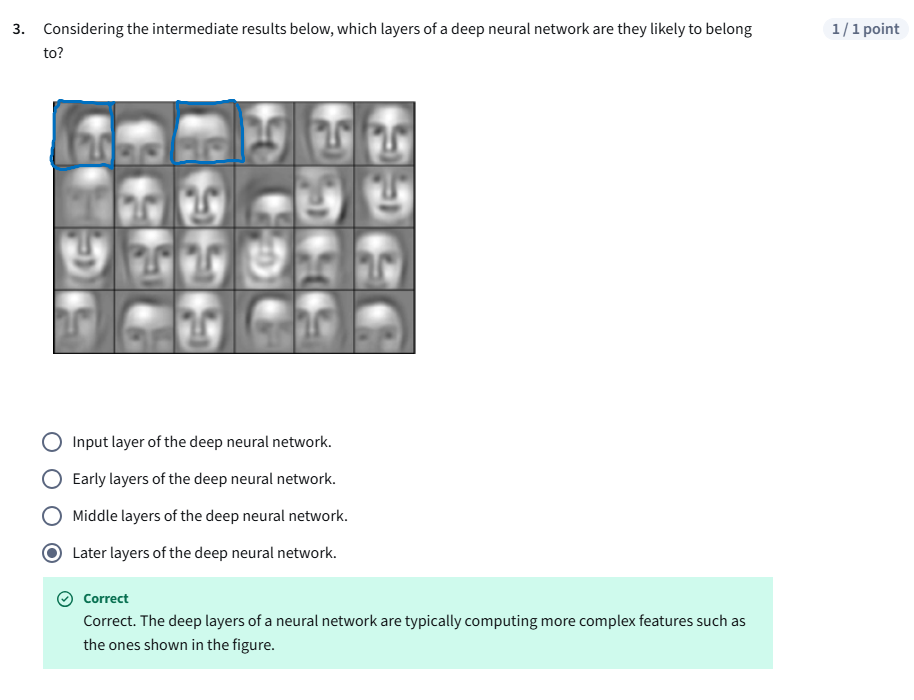 3. Considering the intermediate results below, which layers of a deep neural network are they likely to belong
to?
1 / 1 point
Input layer of the deep neural network.
Early layers of the deep neural network.
Middle layers of the deep neural network.
Later layers of the deep neural network.
Correct
Correct. The deep layers of a neural network are typically computing more complex features such as
the ones shown in the figure.